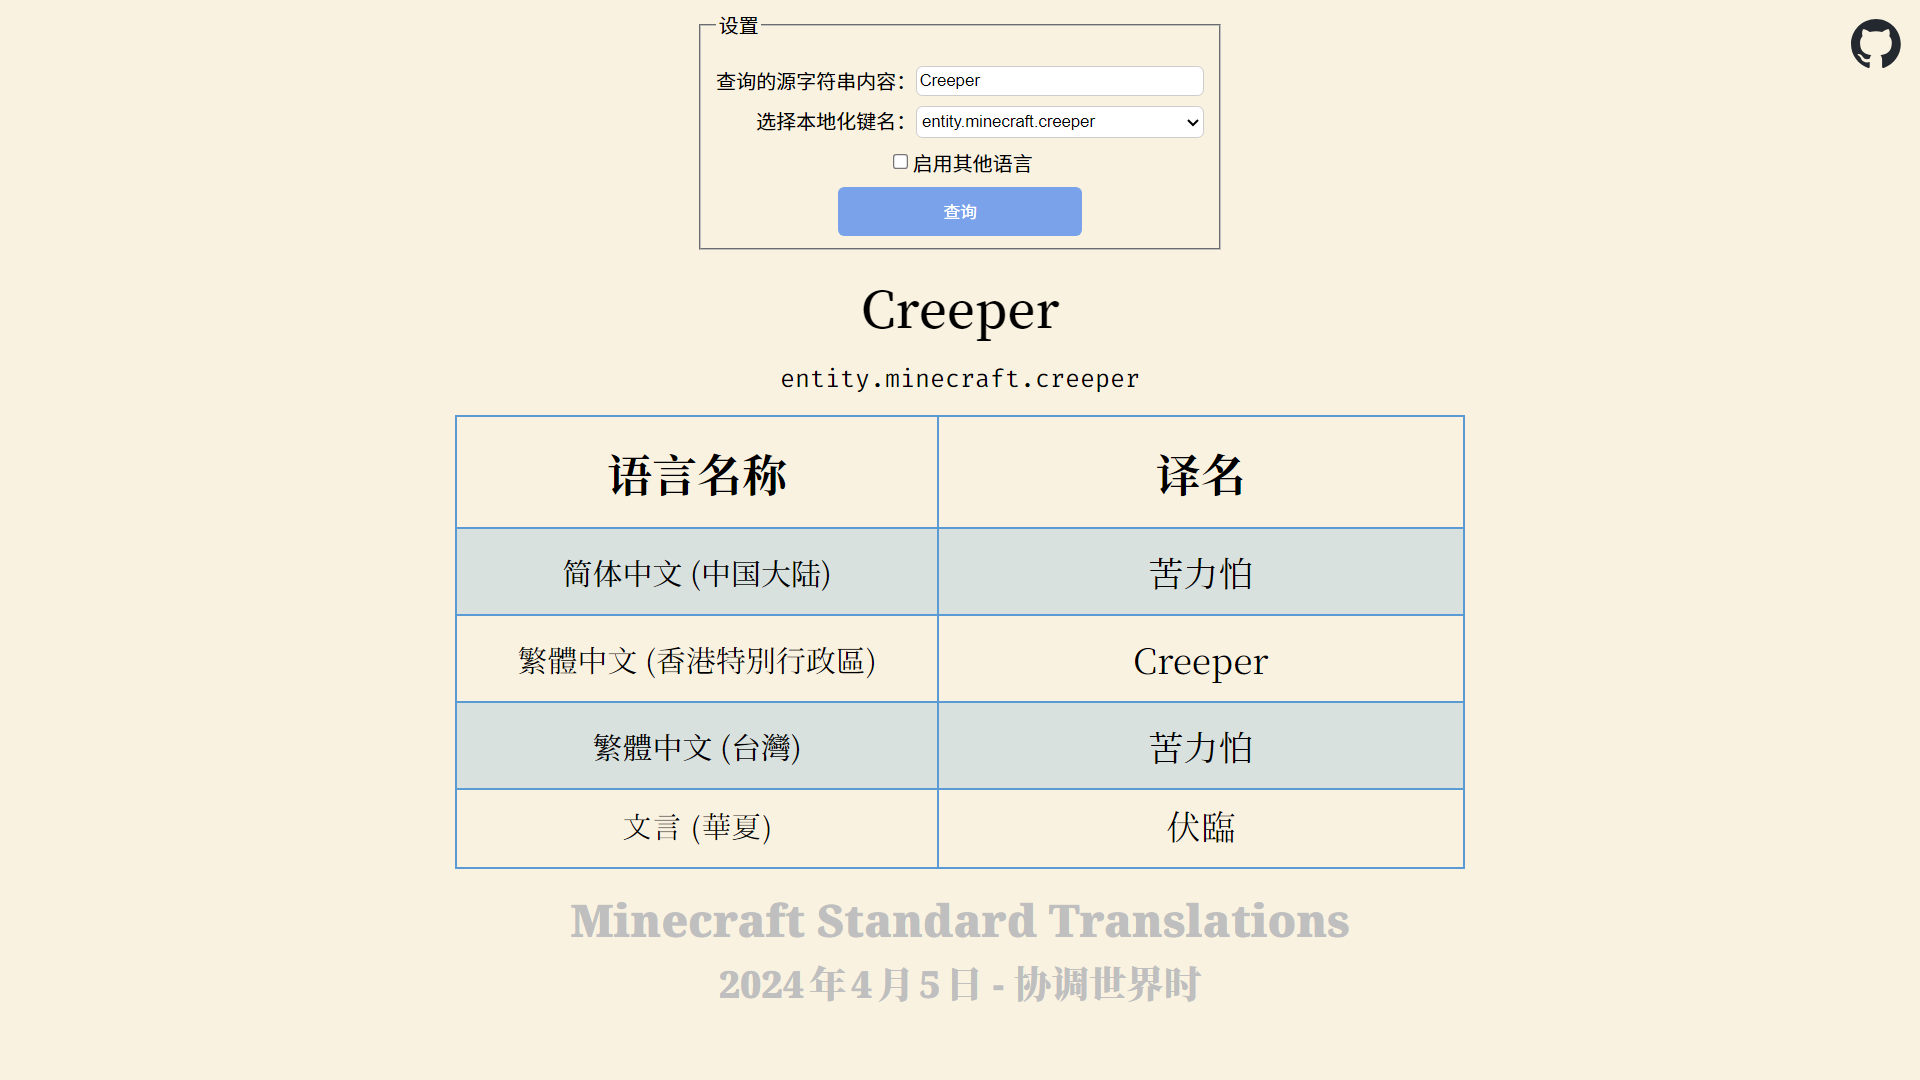 设置
查询的源字符串内容： Creeper
选择本地化键名： entity.minecraft.creeper
启用其他语言
查询
Creeper
entity.minecraft.creeper
语言名称 译名
简体中文 (中国大陆) 苦力怕
繁體中文 (香港特別行政區) Creeper
繁體中文 (台灣) 苦力怕
文言 (華夏) 伏臨
Minecraft Standard Translations
2024年4月5日 - 协调世界时